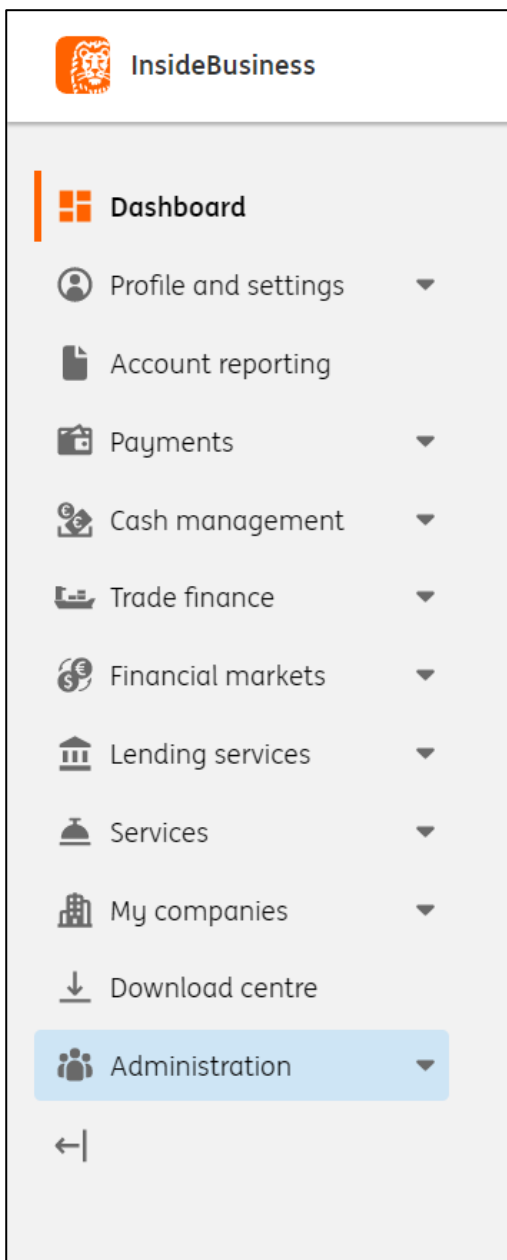 InsideBusiness
Dashboard
Profile and settings
Account reporting
Payments
Cash management
Trade finance
Financial markets
Lending services
Services
My companies
Download centre
Administration